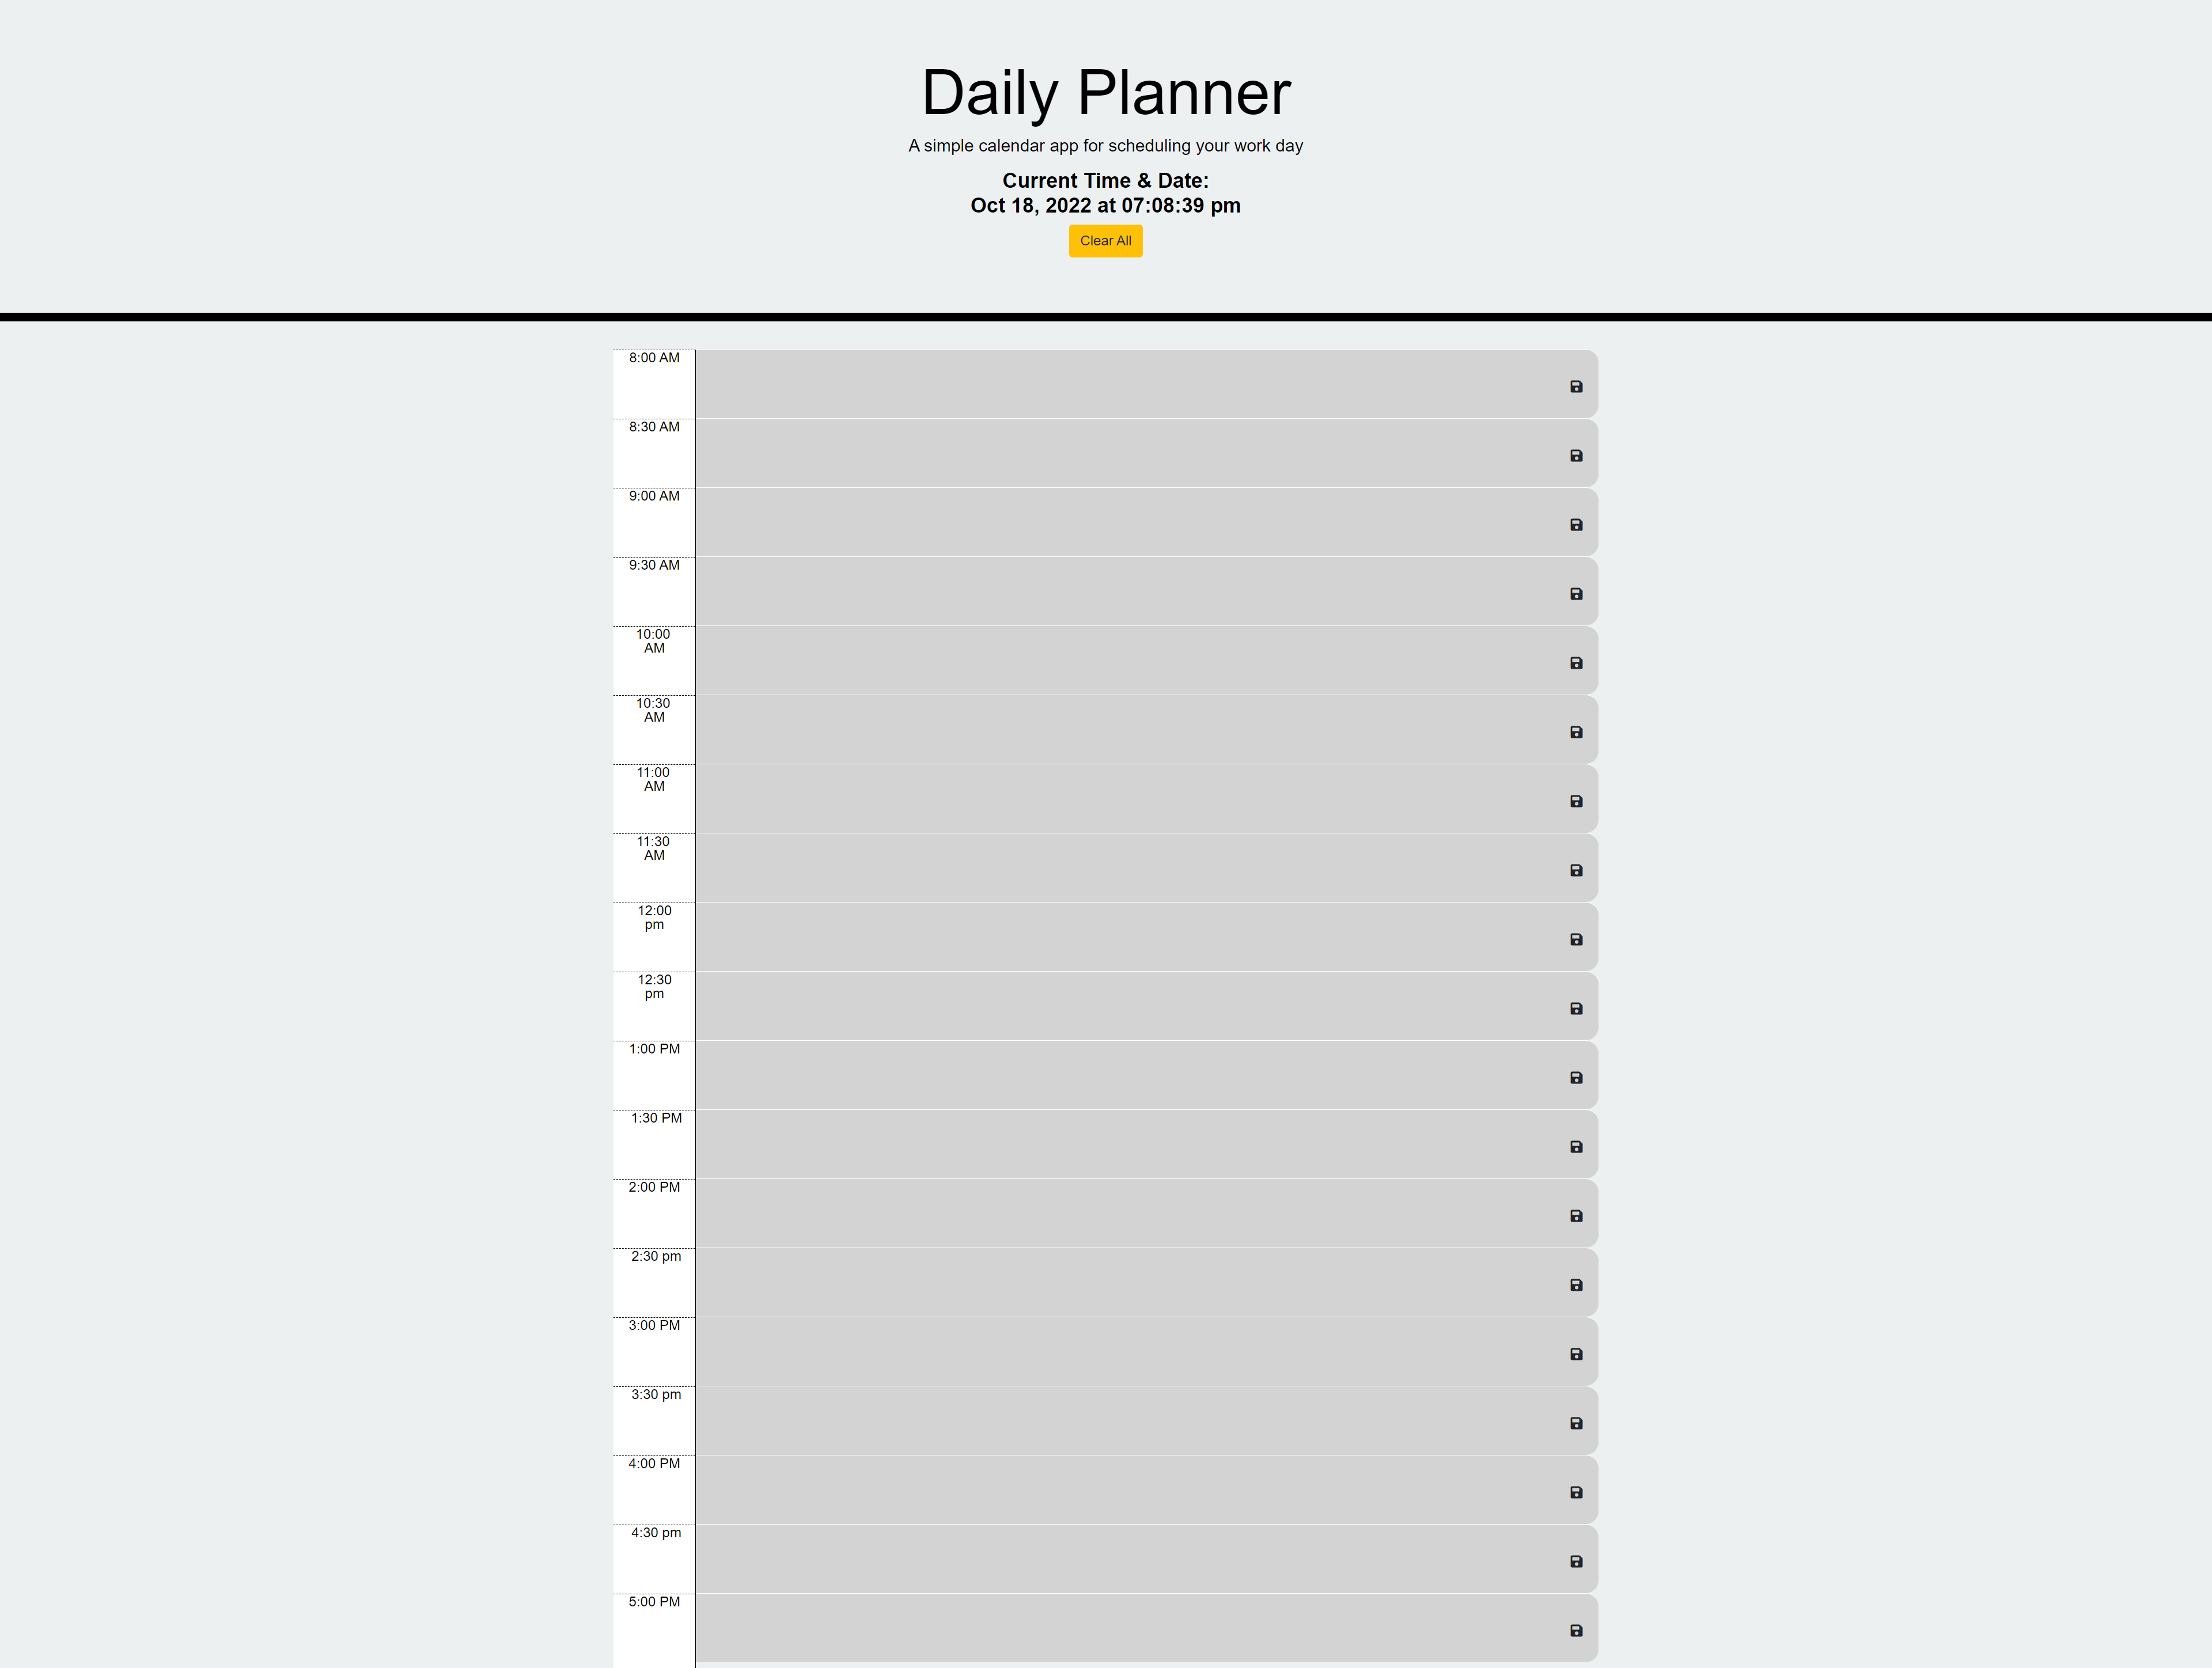 Daily Planner
A simple calendar app for scheduling your work day
Current Time & Date:
Oct 18, 2022 at 07:08:39 pm
Clear All
8:00 AM
8:30 AM
9:00 AM
9:30 AM
10:00
AM
10:30
AM
11:00
AM
11:30
AM
12:00
pm
12:30
pm
1:00 PM
1:30 PM
2:00 PM
2:30 pm
3:00 PM
3:30 pm
4:00 PM
4:30 pm
5:00 PM